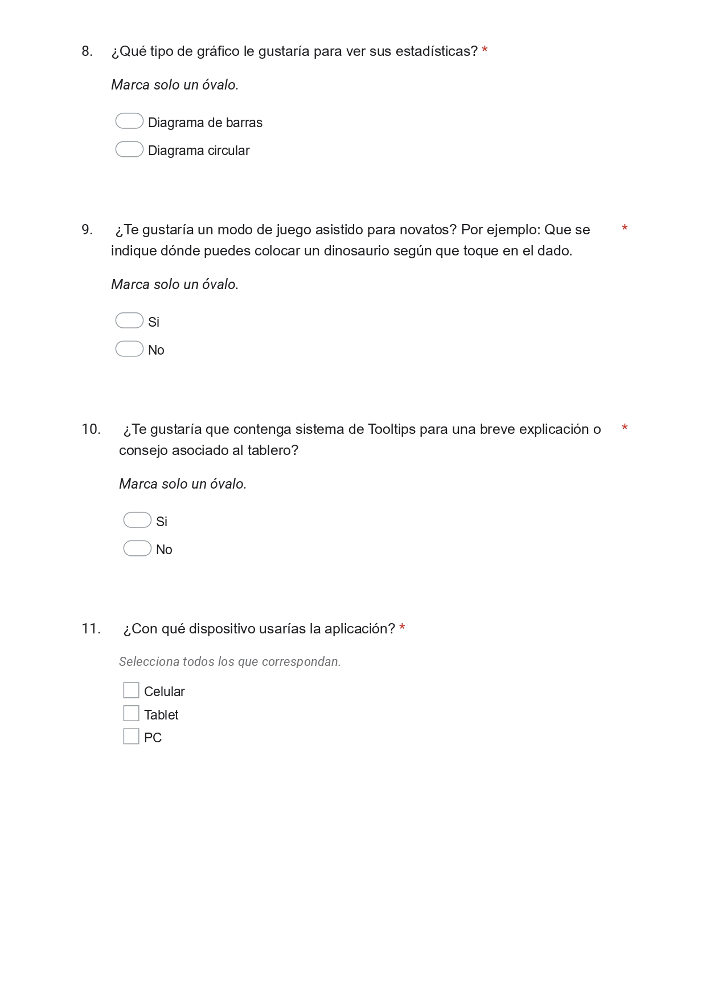 8. ¿Qué tipo de gráfico le gustaría para ver sus estadísticas? *
Marca solo un óvalo.
Diagrama de barras
Diagrama circular
9. ¿Te gustaría un modo de juego asistido para novatos? Por ejemplo: Que se *
indique dónde puedes colocar un dinosaurio según que toque en el dado.
Marca solo un óvalo.
Si
No
10. ¿Te gustaría que contenga sistema de Tooltips para una breve explicación o *
consejo asociado al tablero?
Marca solo un óvalo.
Si
No
11. ¿Con qué dispositivo usarías la aplicación? *
Selecciona todos los que correspondan.
Celular
Tablet
PC